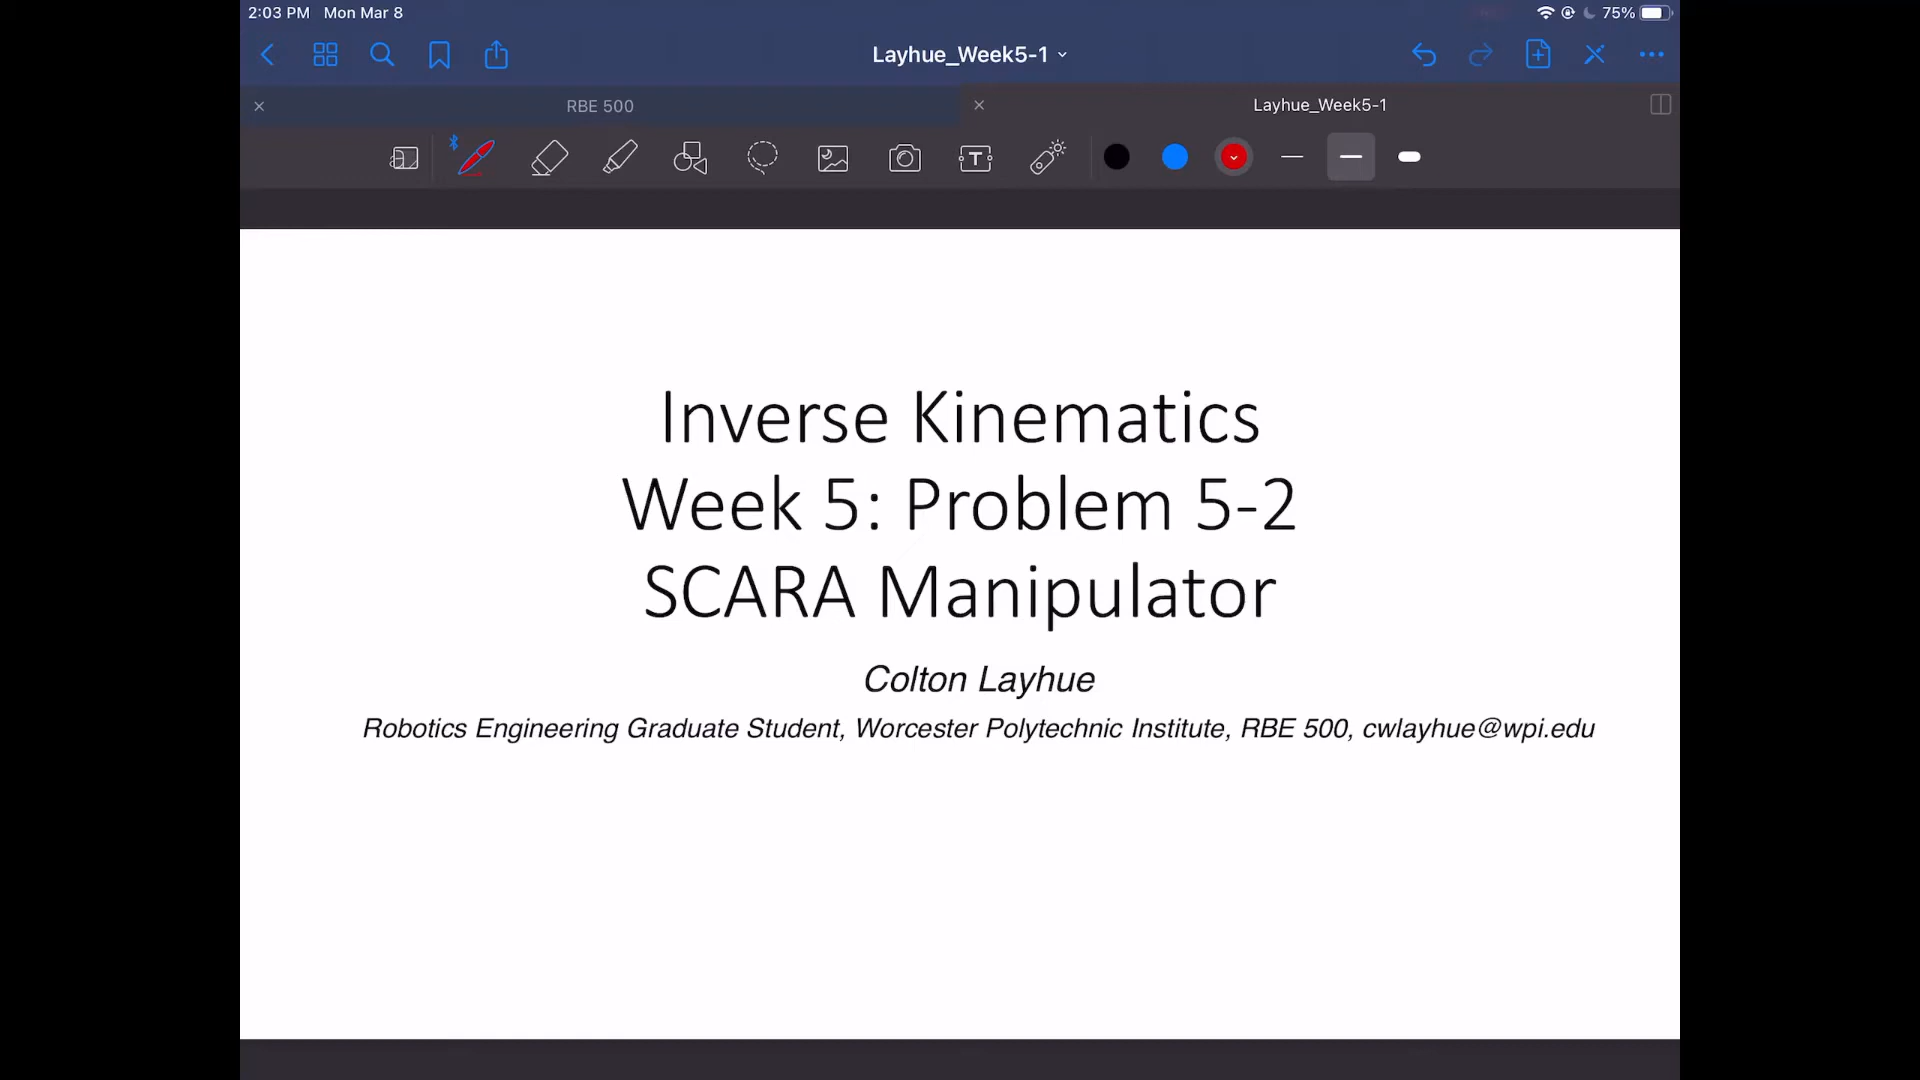 2:03 PM Mon Mar 8
75%
Layhue_Week5-1
RBE 500
Layhue_Week5-1
Inverse Kinematics
Week 5: Problem 5-2
SCARA Manipulator
Colton Layhue
Robotics Engineering Graduate Student, Worcester Polytechnic Institute, RBE 500, cwlayhue@wpi.edu